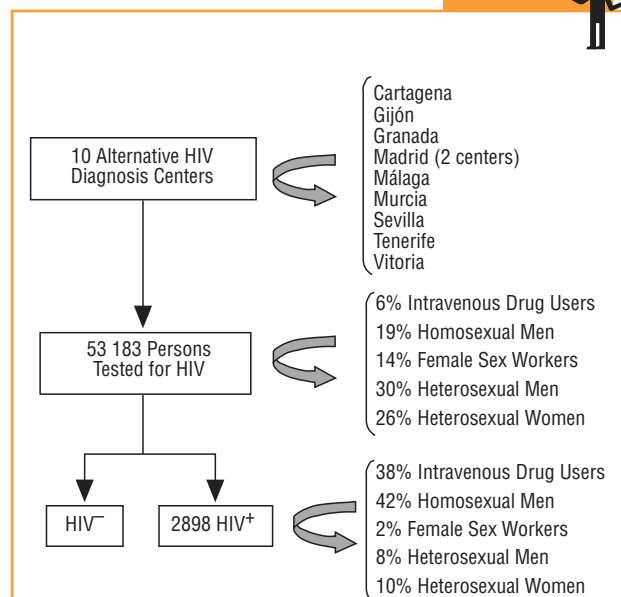 10 Alternative HIV
Diagnosis Centers
Cartagena
Gijón
Granada
Madrid (2 centers)
Málaga
Murcia
Sevilla
Tenerife
Vitoria
53 183 Persons
Tested for HIV
6% Intravenous Drug Users
19% Homosexual Men
14% Female Sex Workers
30% Heterosexual Men
26% Heterosexual Women
HIV–
2898 HIV+
38% Intravenous Drug Users
42% Homosexual Men
2% Female Sex Workers
8% Heterosexual Men
10% Heterosexual Women